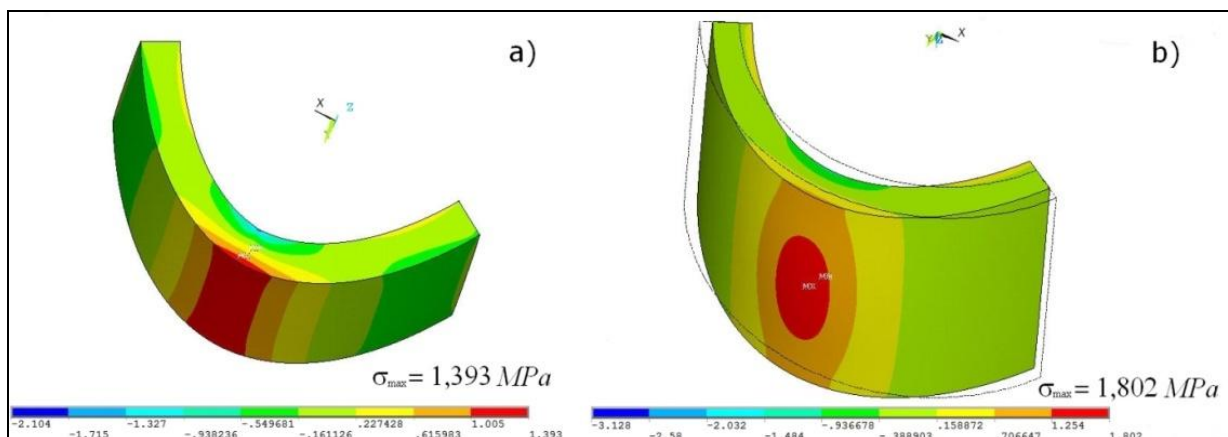 a)
X
Z
σmax= 1,393 MPa
-2.104 -1.327 -.549681 .227428 1.005
-1.715 -.938236 -.161126 .615983 1.393
b)
X
MX
σmax= 1,802 MPa
-3.128 -2.032 -.936678 .158872 1.254
-2.58 -1.484 -.388903 .706647 1.802